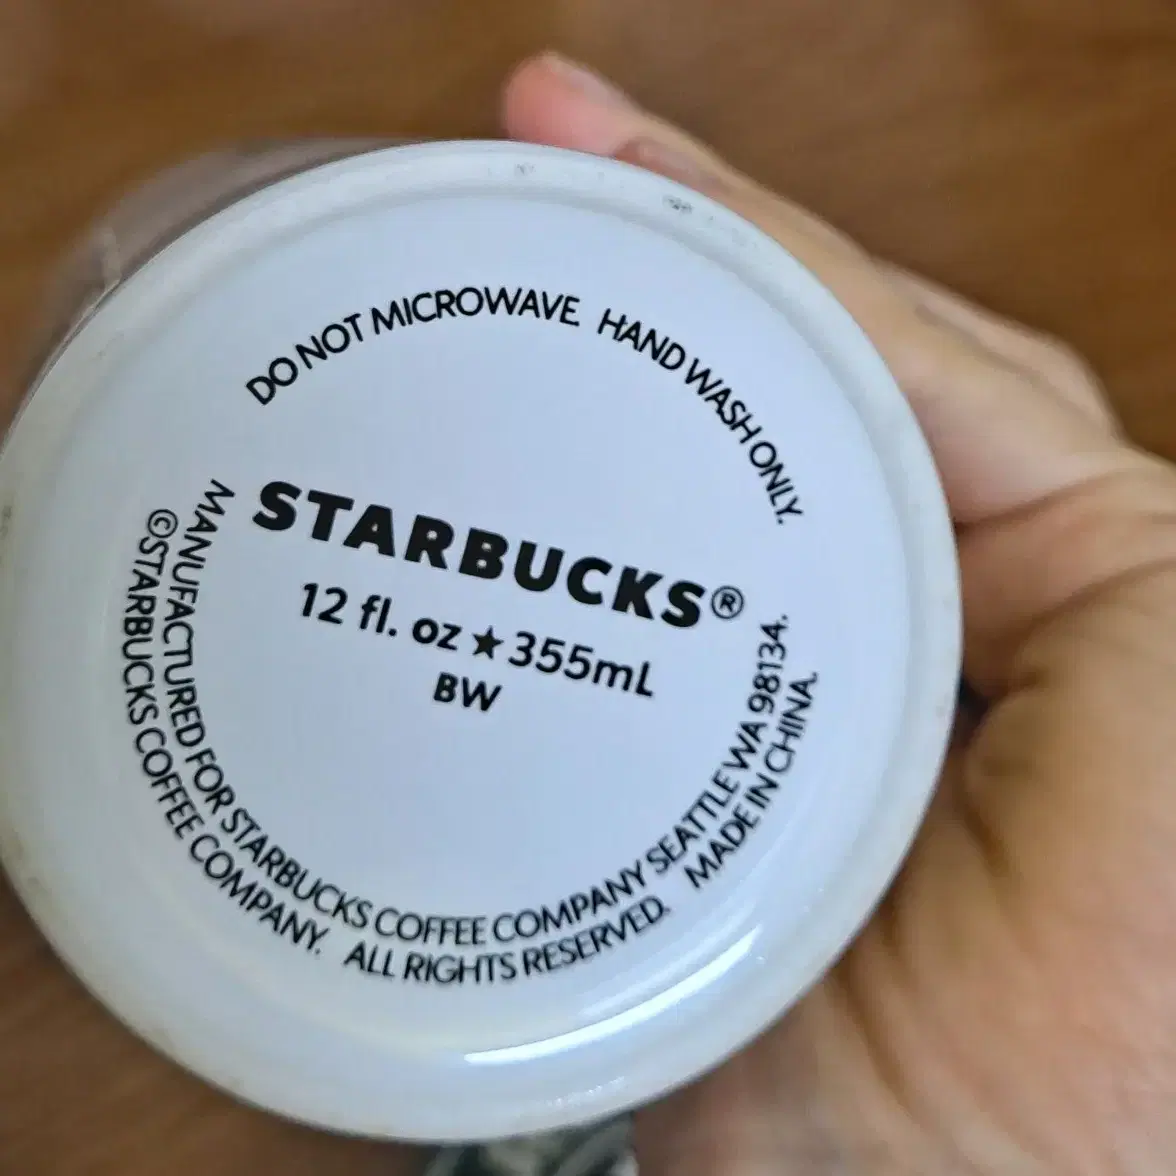 DO NOT MICROWAVE. HAND WASH ONLY.
STARBUCKS®
12 fl. oz ★ 355mL
BW
MANUFACTURED FOR STARBUCKS COFFEE COMPANY SEATTLE WA 98134.
©STARBUCKS COFFEE COMPANY. ALL RIGHTS RESERVED. MADE IN CHINA.